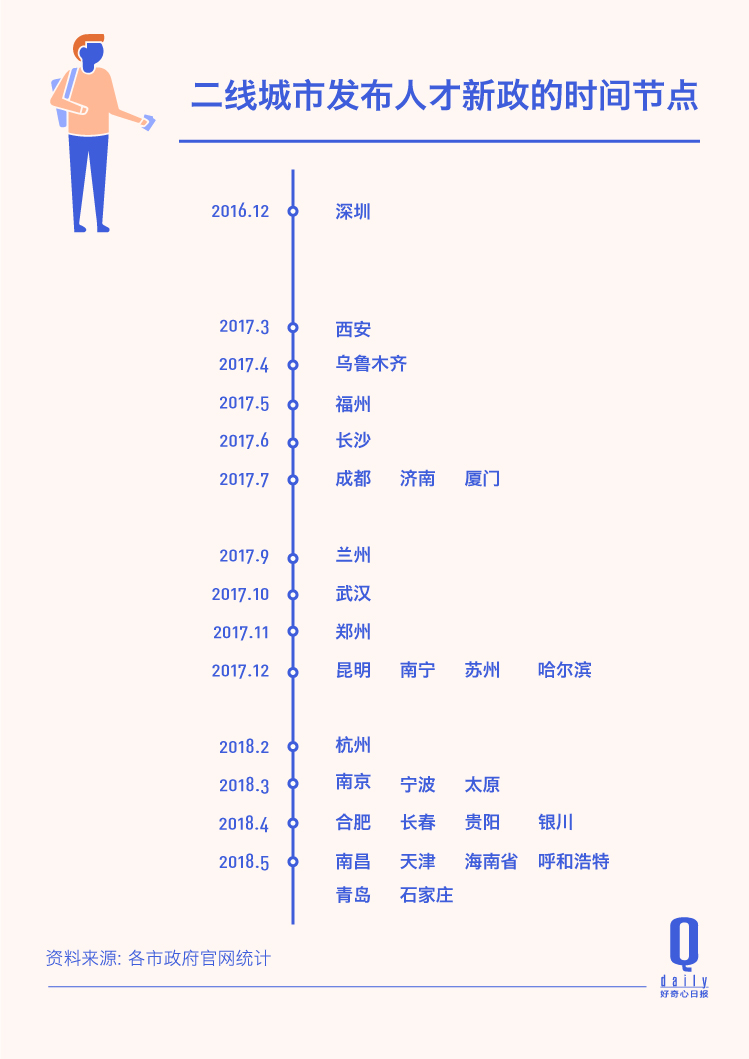 二线城市发布人才新政的时间节点
2016.12 深圳
2017.3 西安
2017.4 乌鲁木齐
2017.5 福州
2017.6 长沙
2017.7 成都 济南 厦门
2017.9 兰州
2017.10 武汉
2017.11 郑州
2017.12 昆明 南宁 苏州 哈尔滨
2018.2 杭州
2018.3 南京 宁波 太原
2018.4 合肥 长春 贵阳 银川
2018.5 南昌 天津 海南省 呼和浩特
青岛 石家庄
资料来源: 各市政府官网统计
Q
daily
好奇心日报